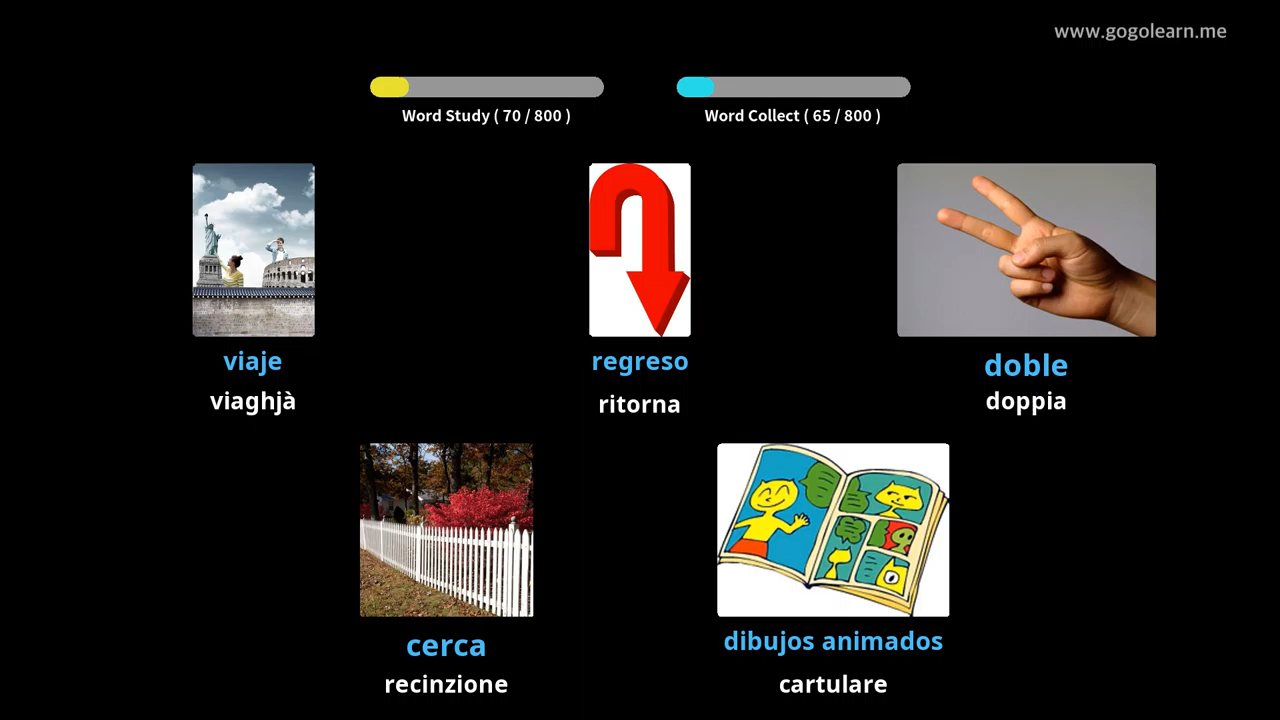 www.gogolearn.me
Word Study ( 70 / 800 )
Word Collect ( 65 / 800 )
viaje
viaghjà
regreso
ritorna
doble
doppia
cerca
recinzione
dibujos animados
cartulare